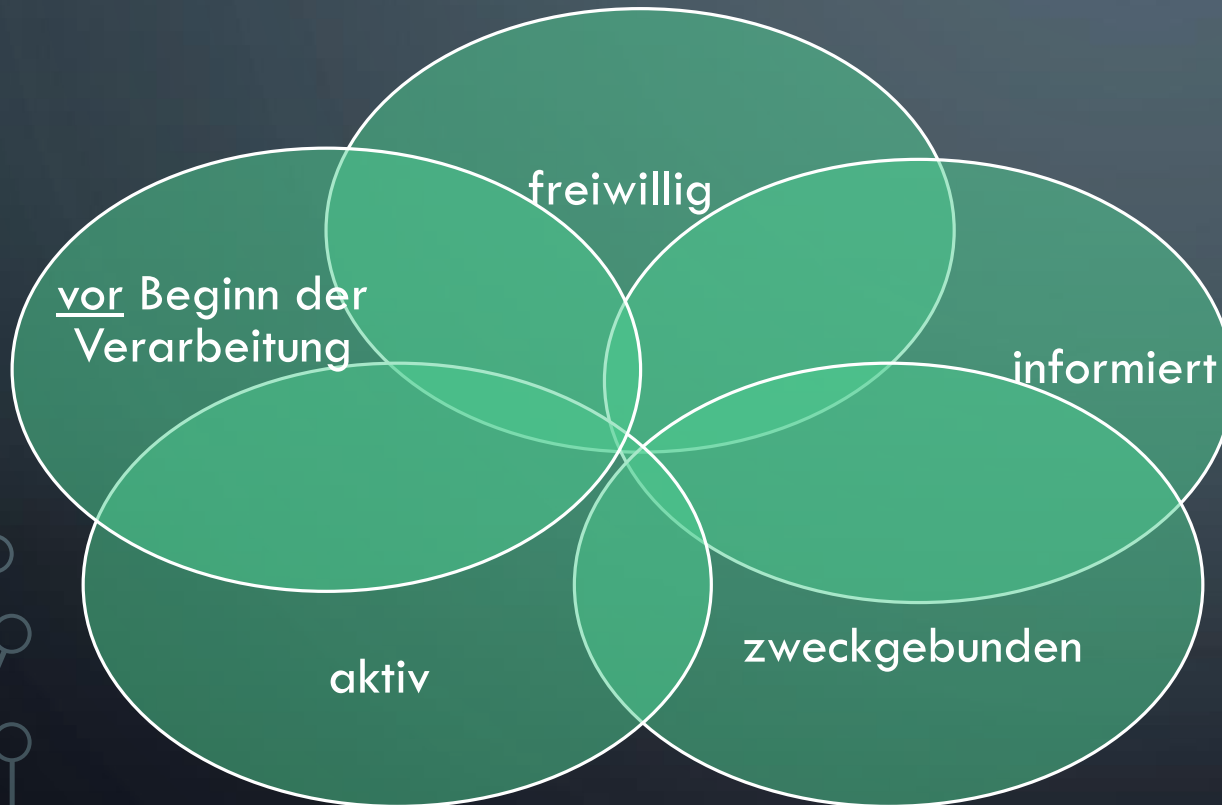 freiwillig
vor Beginn der
Verarbeitung
informiert
zweckgebunden
aktiv